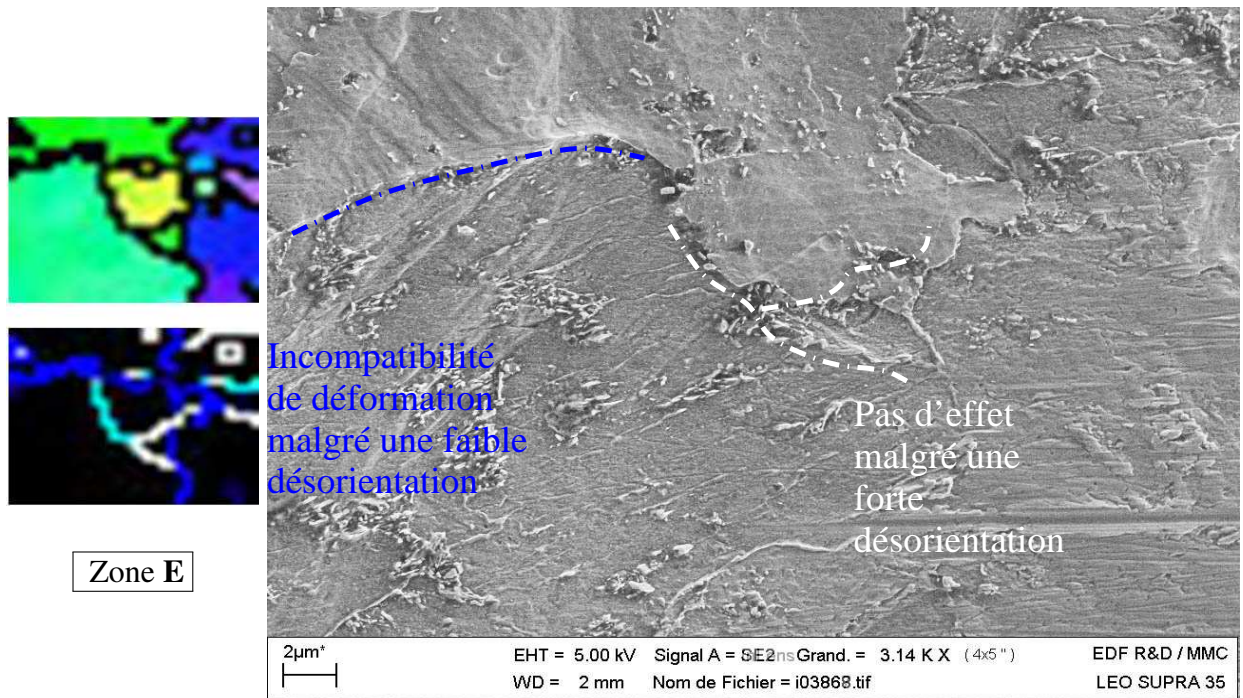 Incompatibilité
de déformation
malgré une faible
désorientation
Pas d'effet
malgré une
forte
désorientation
Zone E
2µm*
EHT = 5.00 kV Signal A = SE2 Grand. = 3.14 K X (4x5") EDF R&D / MMC
WD = 2 mm Nom de Fichier = i03868.tif LEO SUPRA 35